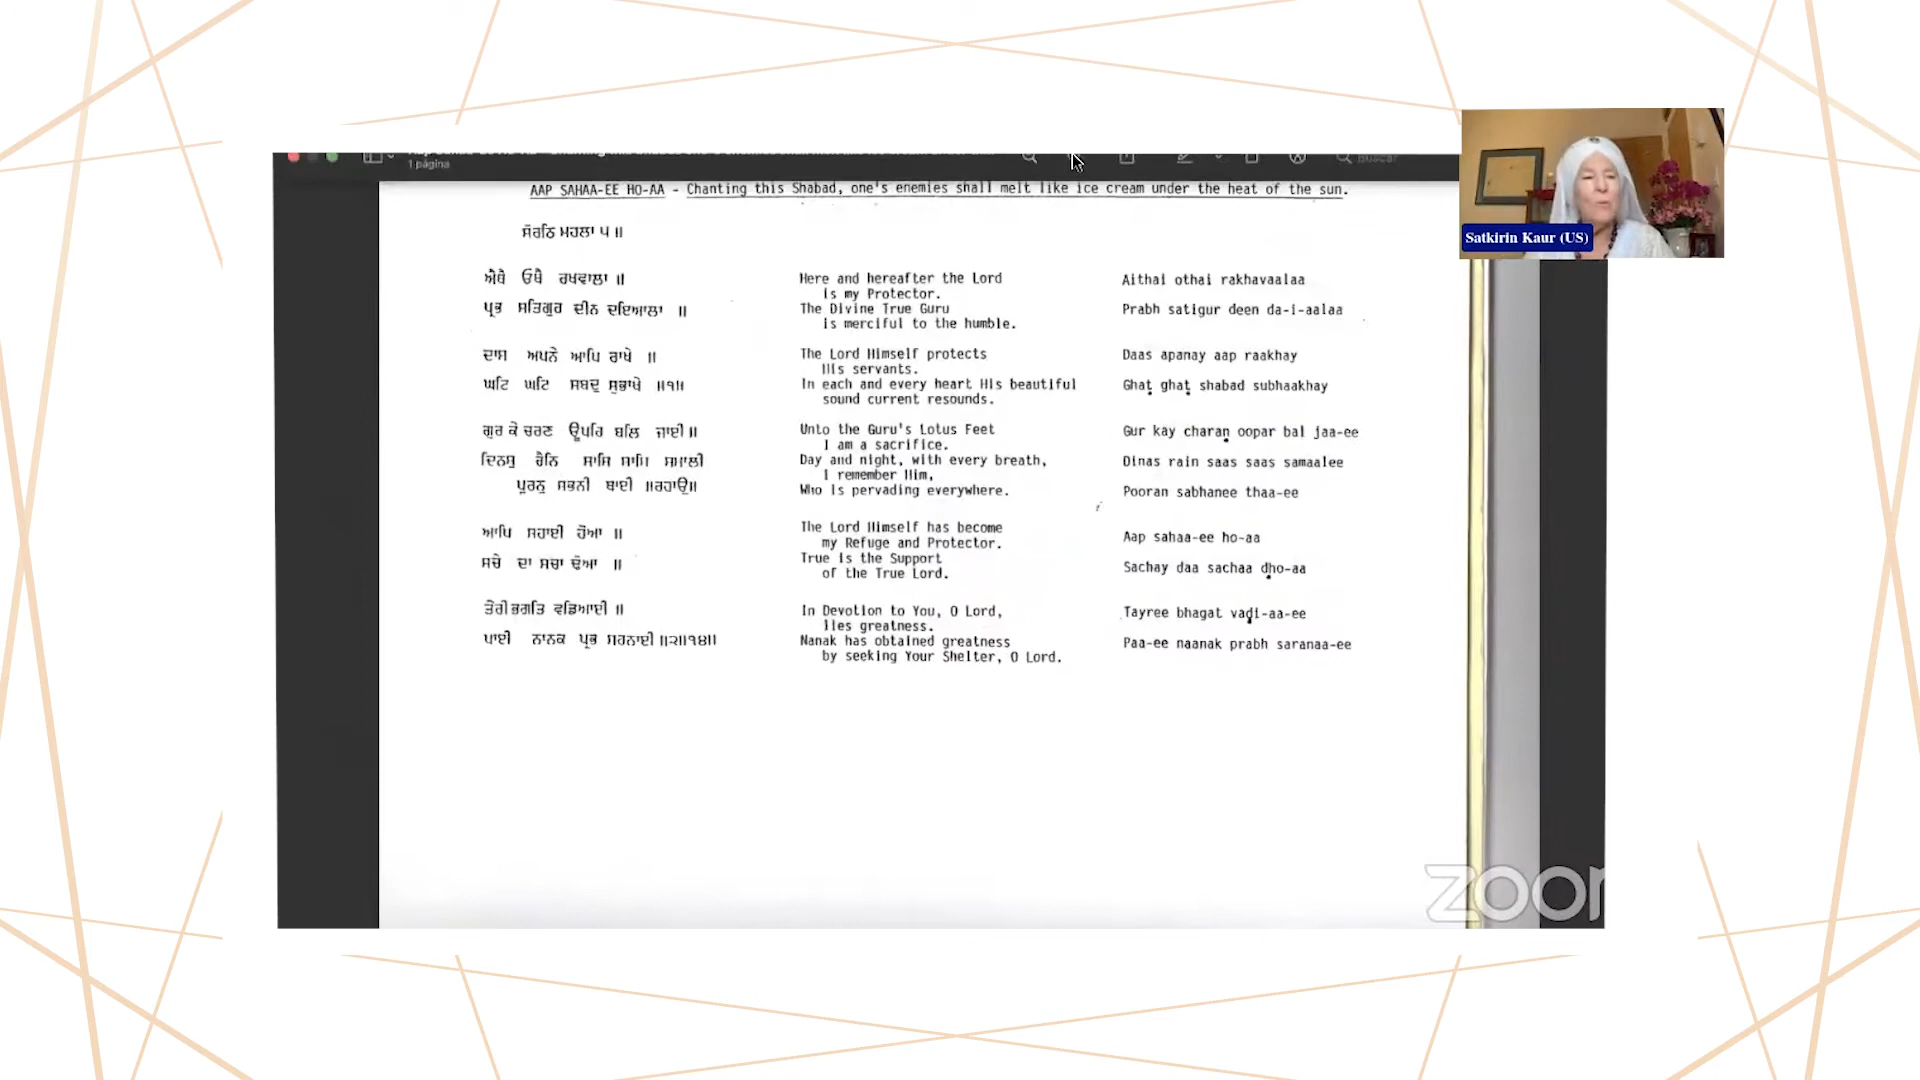 1 página
AAP SAHAA-EE HO-AA - Chanting this Shabad, one's enemies shall melt like ice cream under the heat of the sun.
Buscar
Satkirin Kaur (US)
ਸੋਰਠਿ ਮਹਲਾ ੫ ॥
ਐਥੈ ਓਥੈ ਰਖਵਾਲਾ ॥
ਪ੍ਰਭ ਸਤਿਗੁਰ ਦੀਨ ਦਇਆਲਾ ॥
ਦਾਸ ਅਪਨੇ ਆਪਿ ਰਾਖੇ ॥
ਘਟਿ ਘਟਿ ਸਬਦੁ ਸੁਭਾਖੇ ॥੧॥
ਗੁਰ ਕੇ ਚਰਣ ਊਪਰਿ ਬਲਿ ਜਾਈ ॥
ਦਿਨਸੁ ਰੈਨਿ ਸਾਸਿ ਸਾਸਿ ਸਮਾਲੀ
ਪੂਰਨੁ ਸਭਨੀ ਥਾਈ ॥ਰਹਾਉ॥
ਆਪਿ ਸਹਾਈ ਹੋਆ ॥
ਸਚੇ ਦਾ ਸਚਾ ਢੋਆ ॥
ਤੇਰੀ ਭਗਤਿ ਵਡਿਆਈ ॥
ਪਾਈ ਨਾਨਕ ਪ੍ਰਭ ਸਰਨਾਈ ॥੨॥੧੪॥
Here and hereafter the Lord
is my Protector.
The Divine True Guru
is merciful to the humble.
The Lord Himself protects
His servants.
In each and every heart His beautiful
sound current resounds.
Unto the Guru's Lotus Feet
I am a sacrifice.
Day and night, with every breath,
I remember Him,
Who is pervading everywhere.
The Lord Himself has become
my Refuge and Protector.
True is the Support
of the True Lord.
In Devotion to You, O Lord,
lies greatness.
Nanak has obtained greatness
by seeking Your Shelter, O Lord.
Aithai othai rakhavaalaa
Prabh satigur deen da-i-aalaa
Daas apanay aap raakhay
Ghaṭ ghaṭ shabad subhaakhay
Gur kay charaṇ oopar bal jaa-ee
Dinas rain saas saas samaalee
Pooran sabhanee thaa-ee
Aap sahaa-ee ho-aa
Sachay daa sachaa ḍho-aa
Tayree bhagat vaḍi-aa-ee
Paa-ee naanak prabh saranaa-ee
zoom